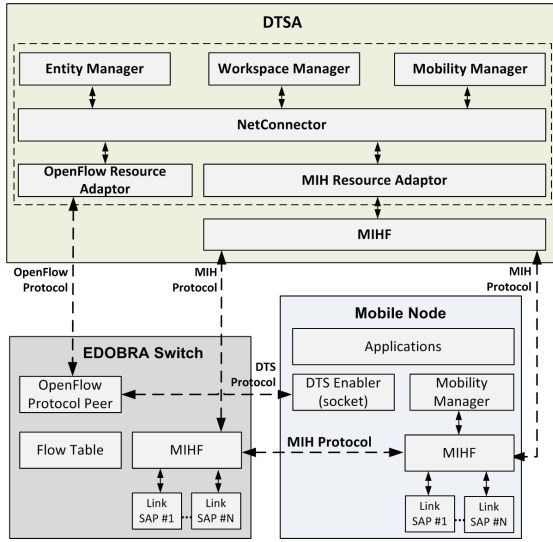 DTSA
Entity Manager
Workspace Manager
Mobility Manager
NetConnector
OpenFlow Resource
Adaptor
MIH Resource Adaptor
MIHF
OpenFlow
Protocol
MIH
Protocol
MIH
Protocol
EDOBRA Switch
OpenFlow
Protocol Peer
Flow Table
MIHF
Link
SAP #1
Link
SAP #N
DTS
Protocol
MIH Protocol
Mobile Node
Applications
DTS Enabler
(socket)
Mobility
Manager
MIHF
Link
SAP #1
Link
SAP #N